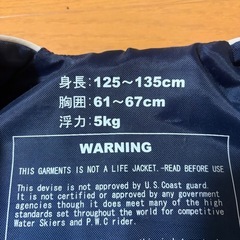 身長:125〜135cm
胸囲:61〜67cm
浮力:5kg
WARNING
THIS GARMENTS IS NOT A LIFE JACKET.-READ BEFORE USE
This devise is not approved by U.S.Coast guard.
It is not certified or approved by any government
agencies though it does meet many of the high
standards set throughout the world for competitive
Water Skiers and P.W.C rider.